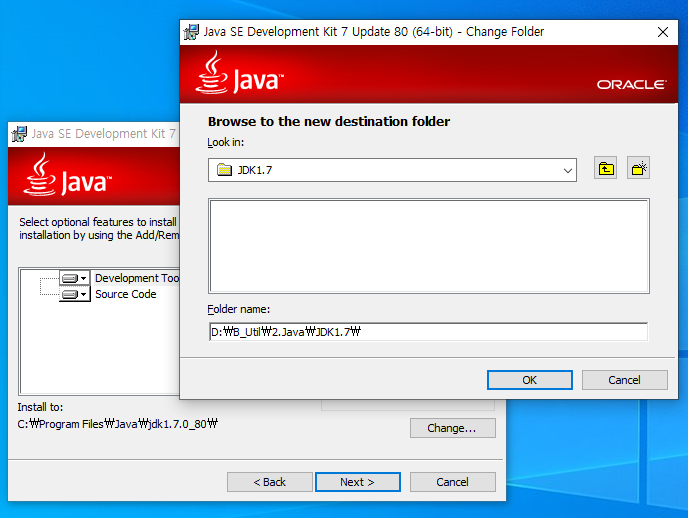 Java SE Development Kit 7 Update 80 (64-bit) - Change Folder
Java™
ORACLE
Browse to the new destination folder
Look in:
JDK1.7
Folder name:
D:₩B_Util₩2.Java₩JDK1.7₩
OK
Cancel
Java SE Development Kit 7
Java™
Select optional features to install
installation by using the Add/Rem
Development Too
Source Code
Install to:
C:₩Program Files₩Java₩jdk1.7.0_80₩
Change...
< Back
Next >
Cancel